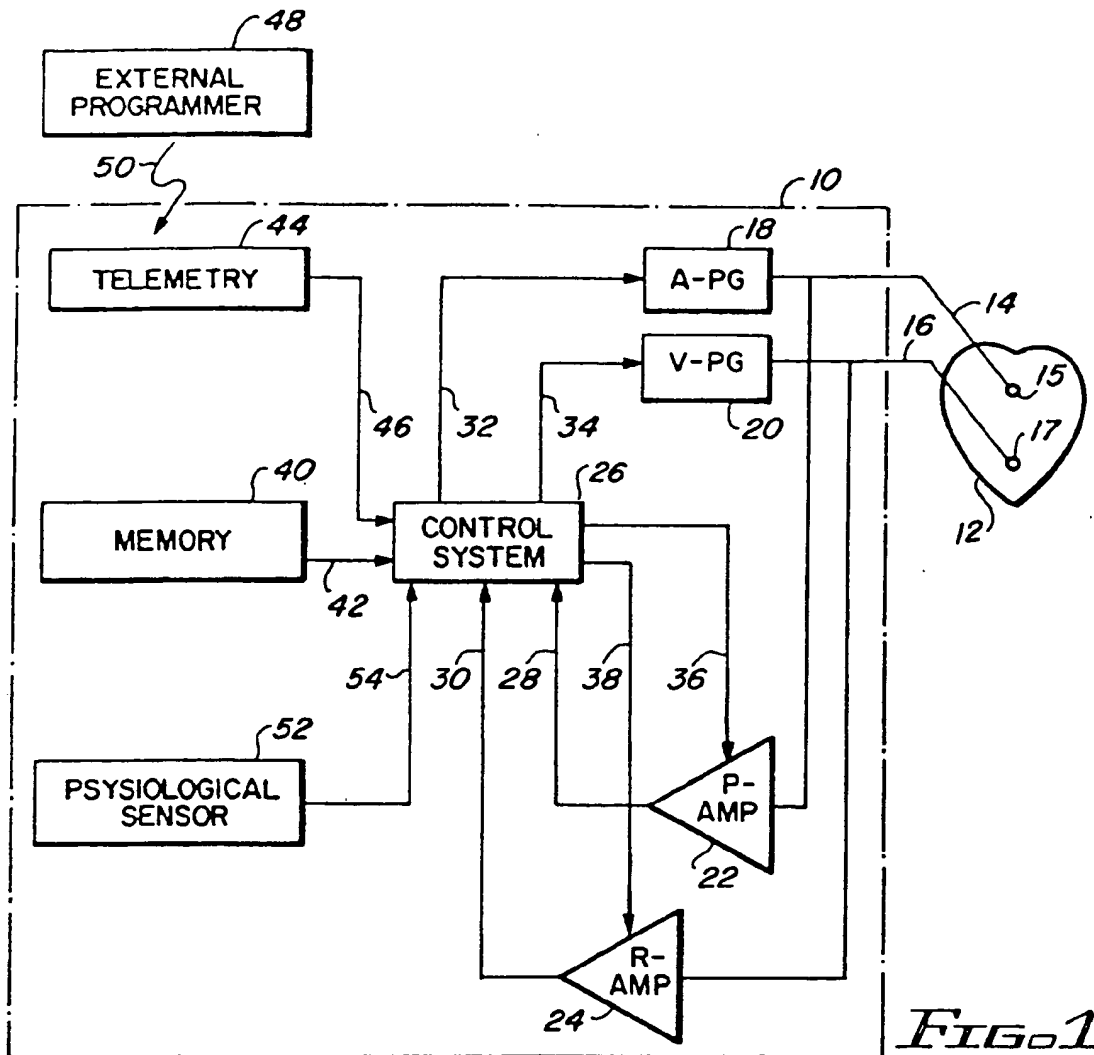 48
EXTERNAL
PROGRAMMER
50
10
44
TELEMETRY
18
A-PG
14
16
15
V-PG
20
17
12
46
32
34
40
MEMORY
42
26
CONTROL
SYSTEM
54
30
28
38
36
52
PSYSIOLOGICAL
SENSOR
P-
AMP
22
R-
AMP
24
FIG. 1